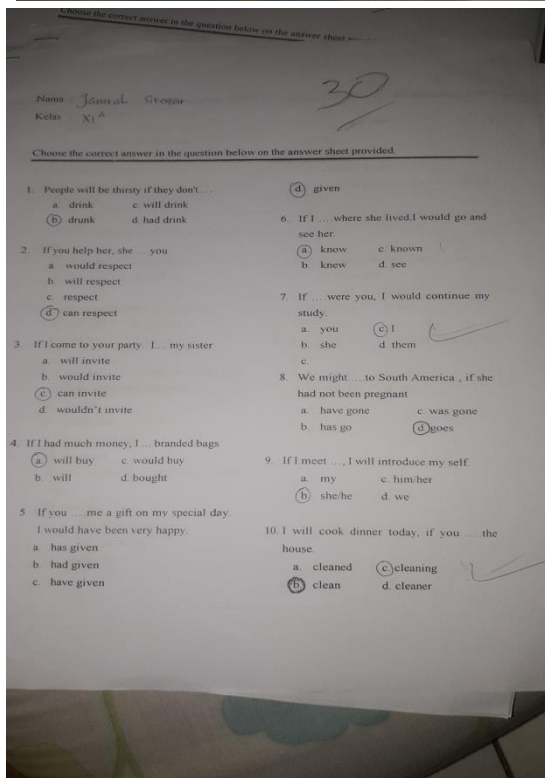 Choose the correct answer in the question below on the answer sheet
30
Nama : Jamal Siregar
Kelas XI A
Choose the correct answer in the question below on the answer sheet provided
1. People will be thirsty if they don't....
a. drink c. will drink
b. drunk d. had drink
2. If you help her, she ... you
a. would respect
b. will respect
c. respect
d. can respect
3. If I come to your party. I.... my sister
a. will invite
b. would invite
c. can invite
d. wouldn't invite
4. If I had much money, I ... branded bags
a. will buy c. would buy
b. will d. bought
5 If you ....me a gift on my special day.
I would have been very happy.
a. has given
b. had given
c. have given
d. given
6. If I ....where she lived,I would go and
see her.
a. know c. known
b. knew d. see
7. If ....were you, I would continue my
study.
a. you c. I
b. she d. them
c.
8. We might.....to South America , if she
had not been pregnant
a. have gone c. was gone
b. has go d. goes
9. If I meet ..., I will introduce my self.
a. my c. him/her
b. she/he d. we
10. I will cook dinner today, if you ....the
house.
a. cleaned c. cleaning
b. clean d. cleaner